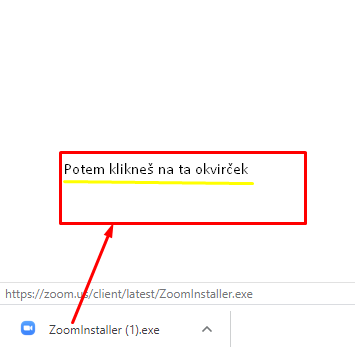 Potem klikneš na ta okvirček
https://zoom.us/client/latest/ZoomInstaller.exe
ZoomInstaller (1).exe